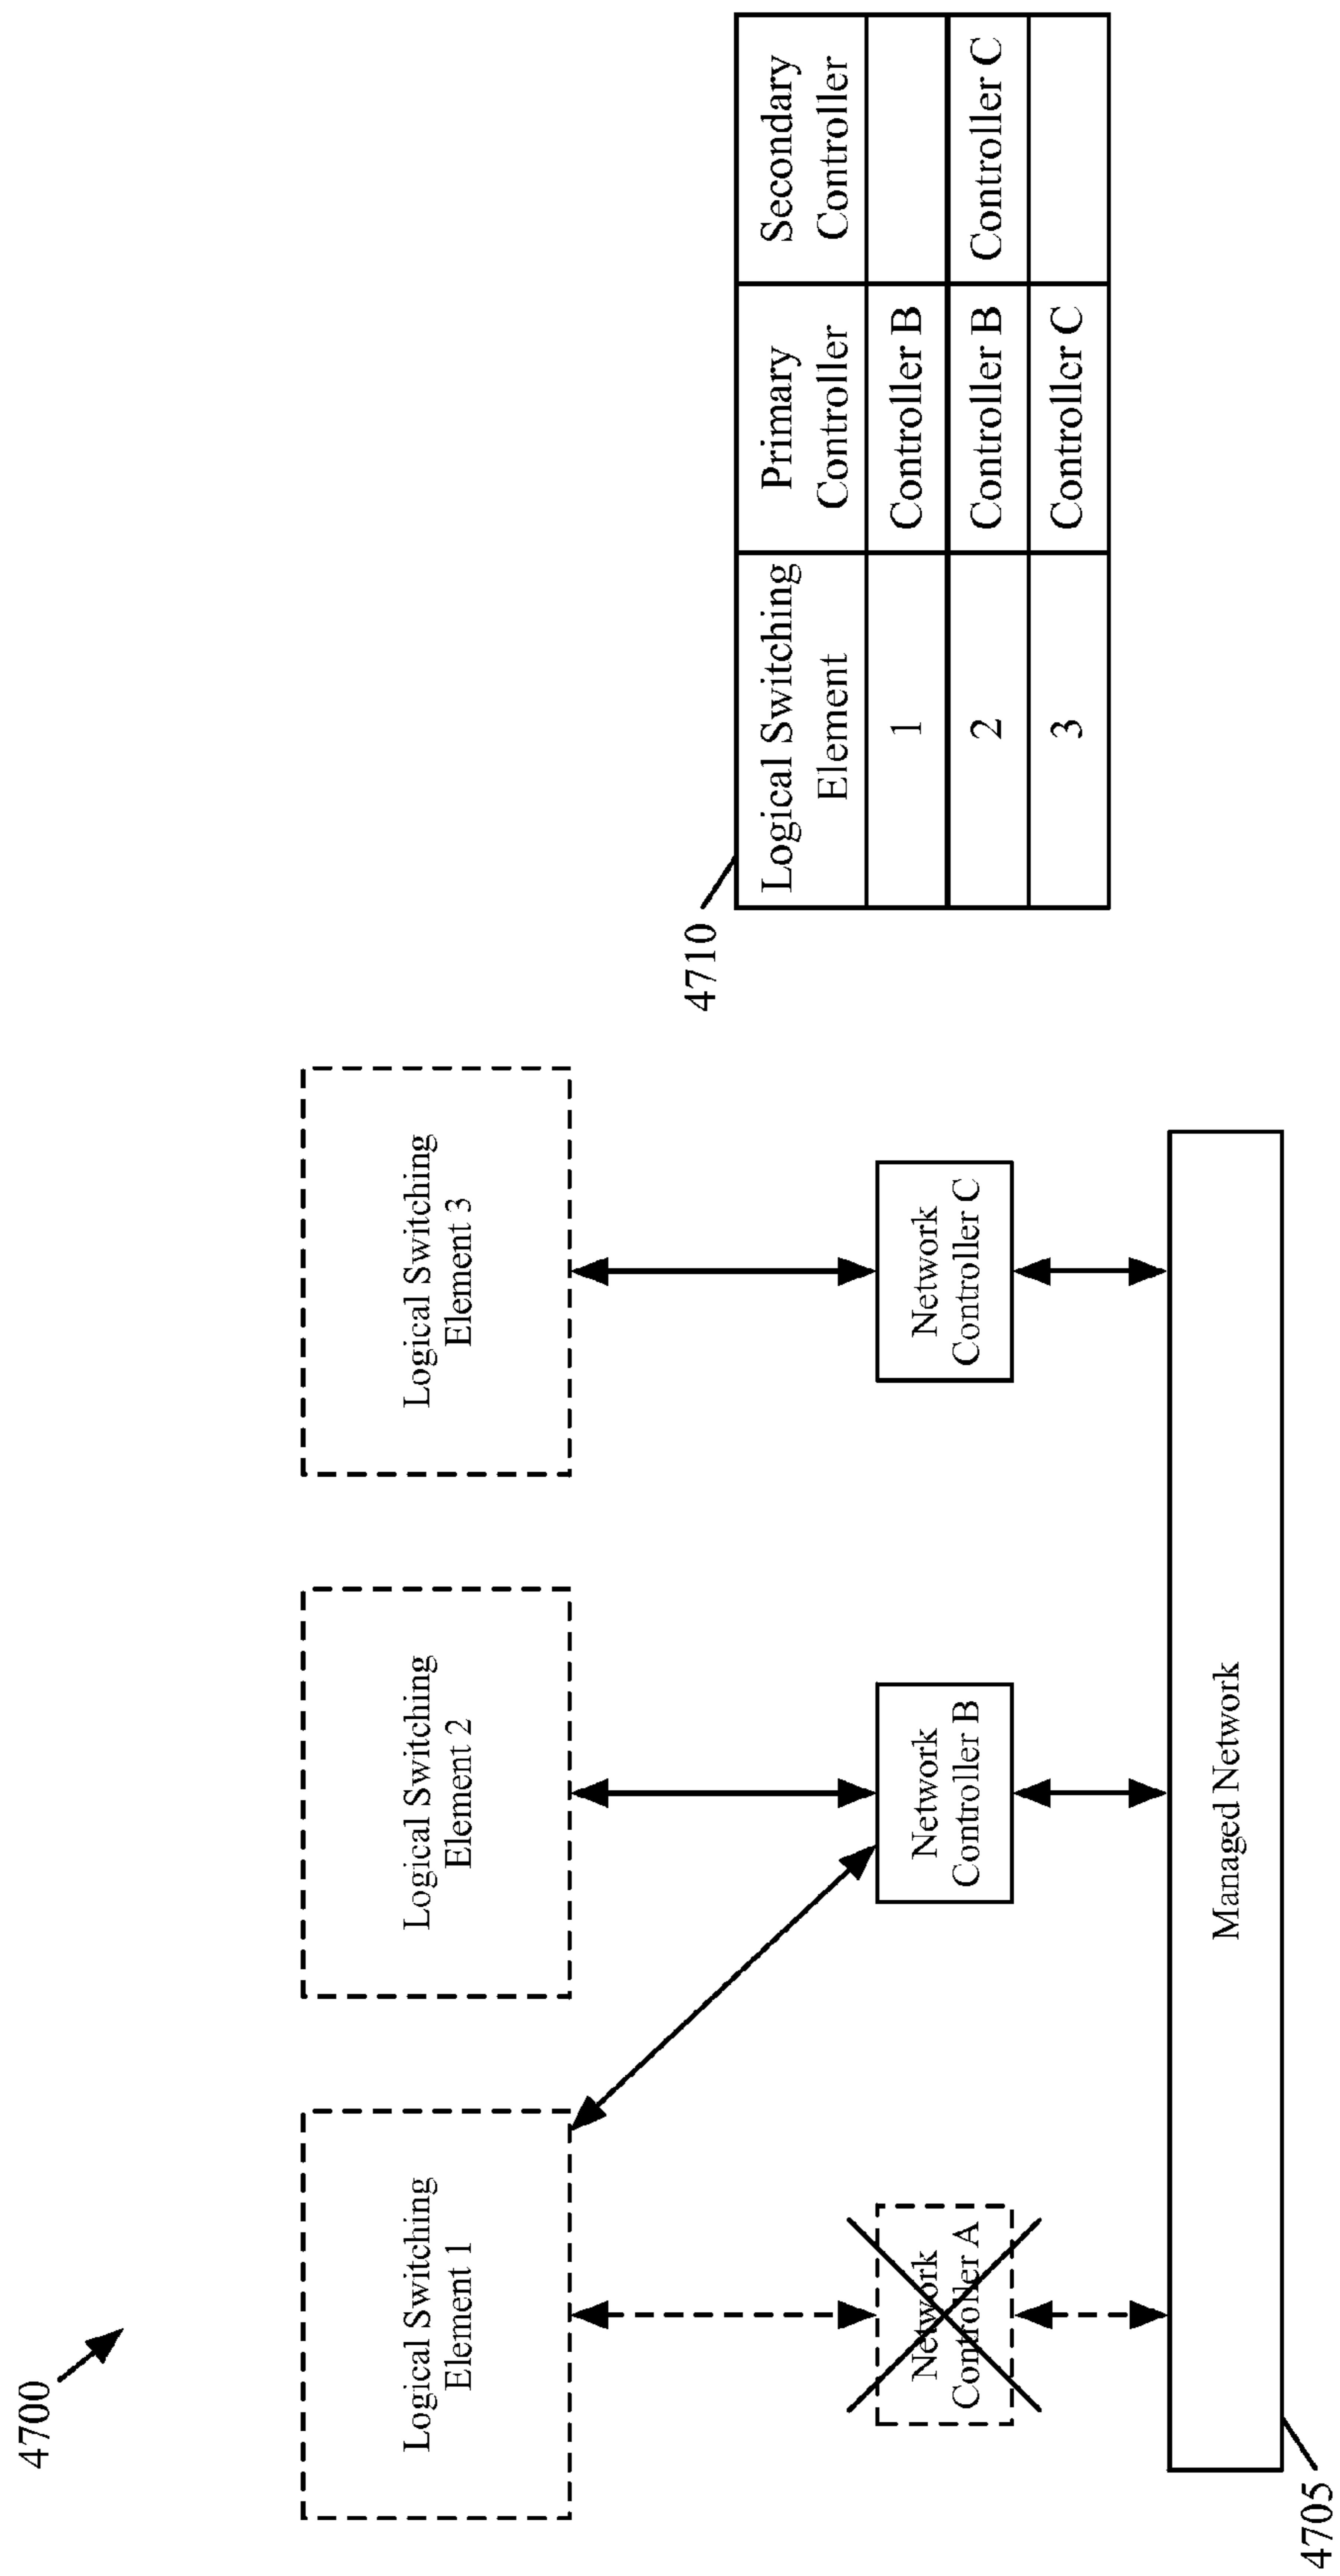 4700
Logical Switching
Element 1
Logical Switching
Element 2
Logical Switching
Element 3
Network
Controller A
Network
Controller B
Network
Controller C
Managed Network
4705
4710
Logical Switching
Element
Primary
Controller
Secondary
Controller
1
Controller B
2
Controller B
Controller C
3
Controller C